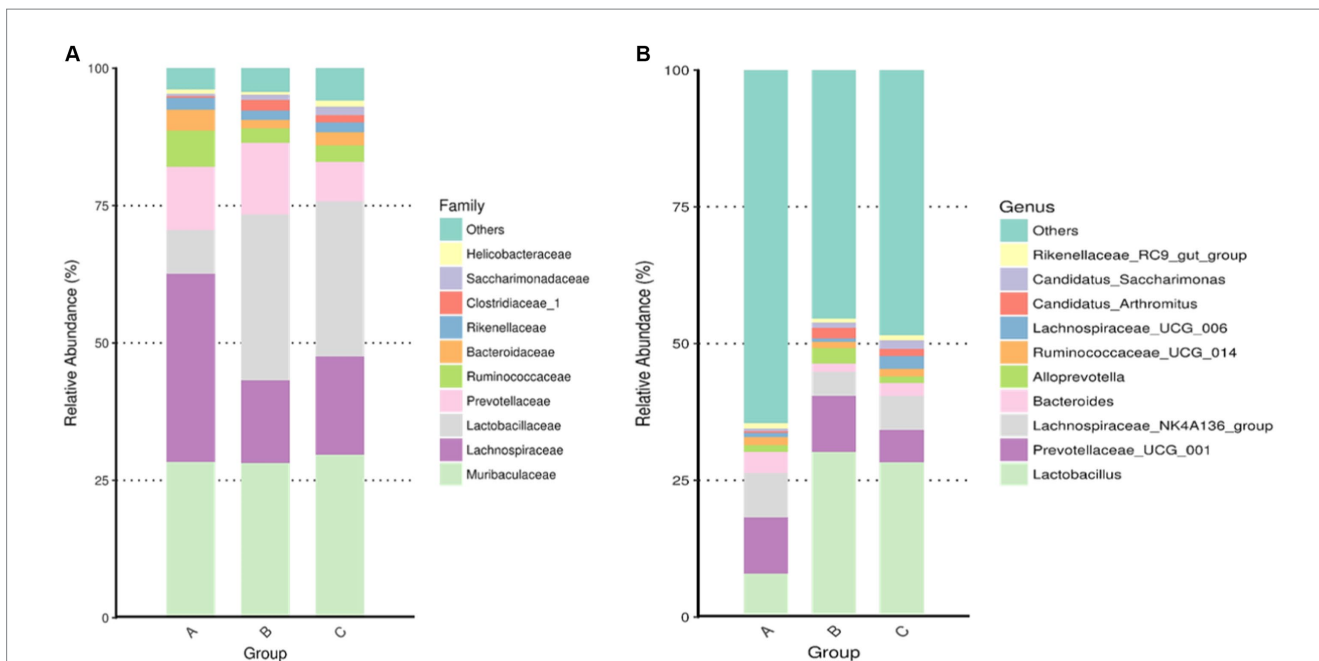 A
100
75
50
25
0
Relative Abundance (%)
A
B
C
Group
Family
Others
Helicobacteraceae
Saccharimonadaceae
Clostridiaceae_1
Rikenellaceae
Bacteroidaceae
Ruminococcaceae
Prevotellaceae
Lactobacillaceae
Lachnospiraceae
Muribaculaceae
B
100
75
50
25
0
Relative Abundance (%)
A
B
C
Group
Genus
Others
Rikenellaceae_RC9_gut_group
Candidatus_Saccharimonas
Candidatus_Arthromitus
Lachnospiraceae_UCG_006
Ruminococcaceae_UCG_014
Alloprevotella
Bacteroides
Lachnospiraceae_NK4A136_group
Prevotellaceae_UCG_001
Lactobacillus